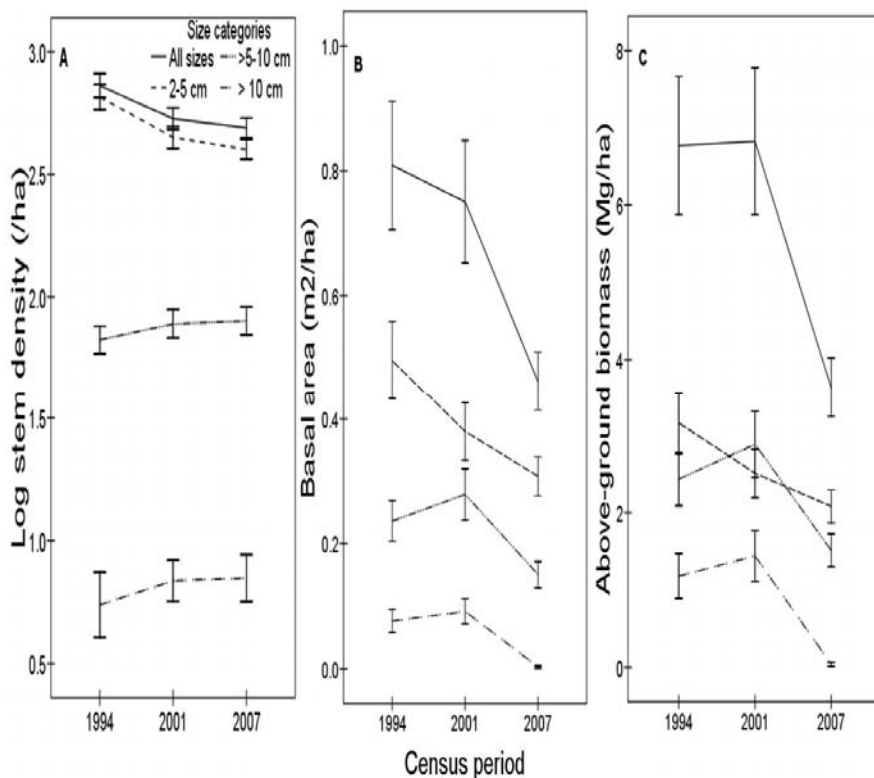 A
Size categories
All sizes
>5-10 cm
2-5 cm
> 10 cm
Log stem density (/ha)
3.0
2.5
2.0
1.5
1.0
0.5
1994
2001
2007
B
Basal area (m2/ha)
1.0
0.8
0.6
0.4
0.2
0.0
1994
2001
2007
C
Above-ground biomass (Mg/ha)
8
6
4
2
0
1994
2001
2007
Census period